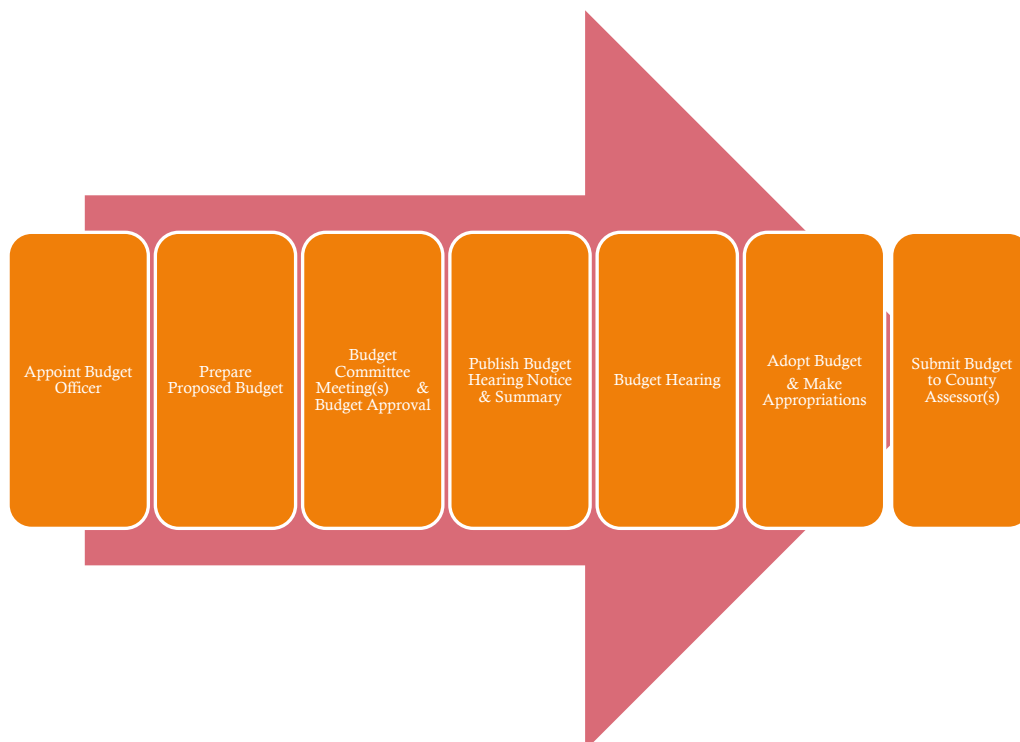 Appoint Budget
Officer
Prepare
Proposed Budget
Budget
Committee
Meeting(s) &
Budget Approval
Publish Budget
Hearing Notice
& Summary
Budget Hearing
Adopt Budget
& Make
Appropriations
Submit Budget
to County
Assessor(s)